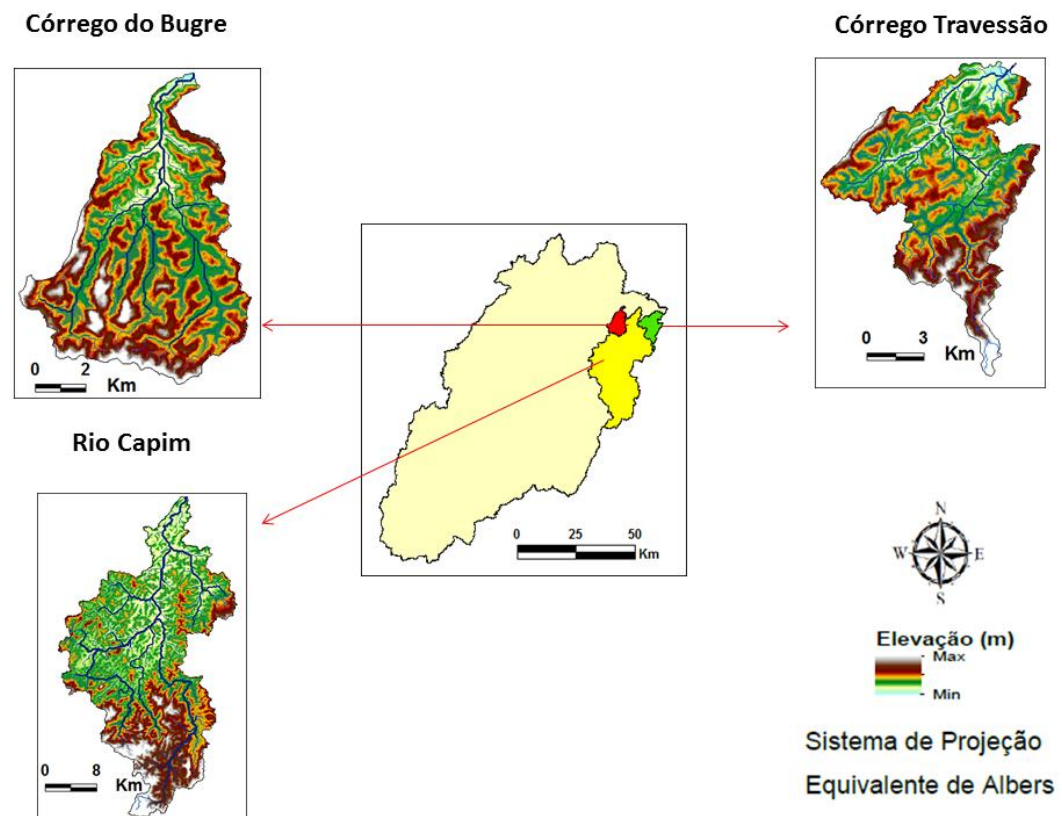 Córrego do Bugre
Córrego Travessão
0 2
Km
0 3
Km
Rio Capim
0 25 50
Km
0 8
Km
N
W E
S
Elevação (m)
Max
Min
Sistema de Projeção
Equivalente de Albers